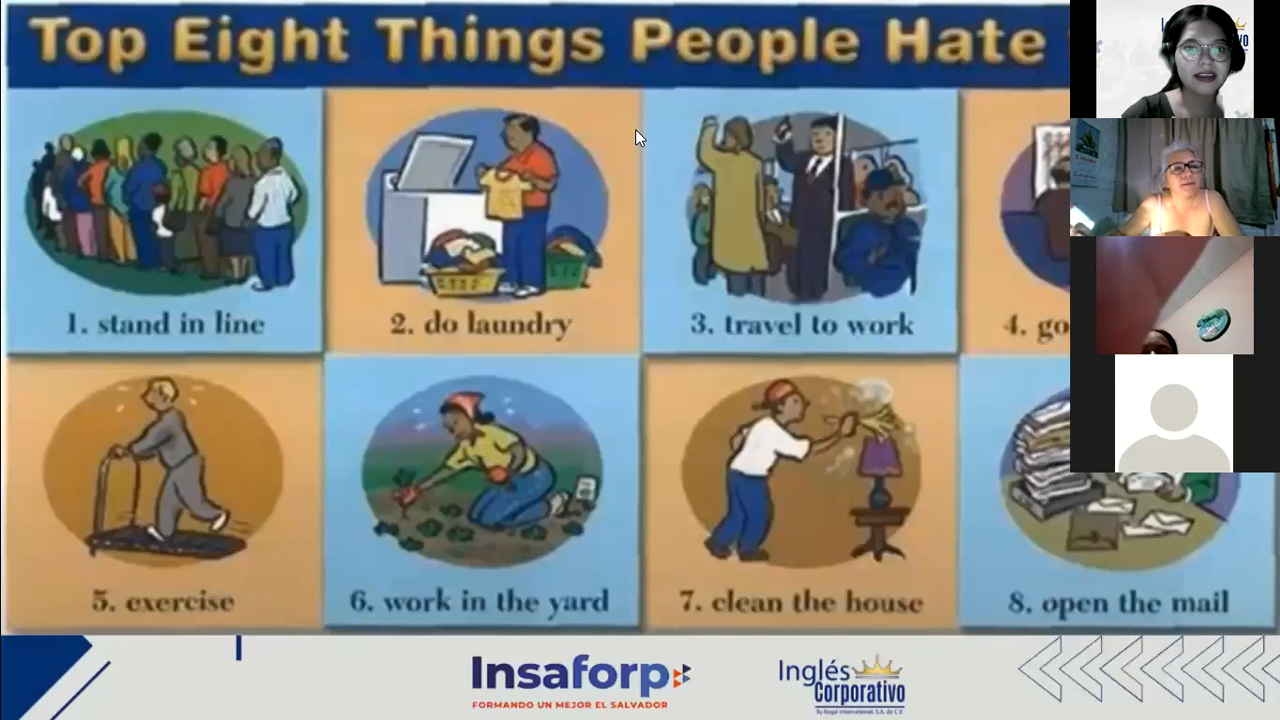 Top Eight Things People Hate
1. stand in line
2. do laundry
3. travel to work
4. go
5. exercise
6. work in the yard
7. clean the house
8. open the mail
Insaforp
FORMANDO UN MEJOR EL SALVADOR
Inglés
Corporativo